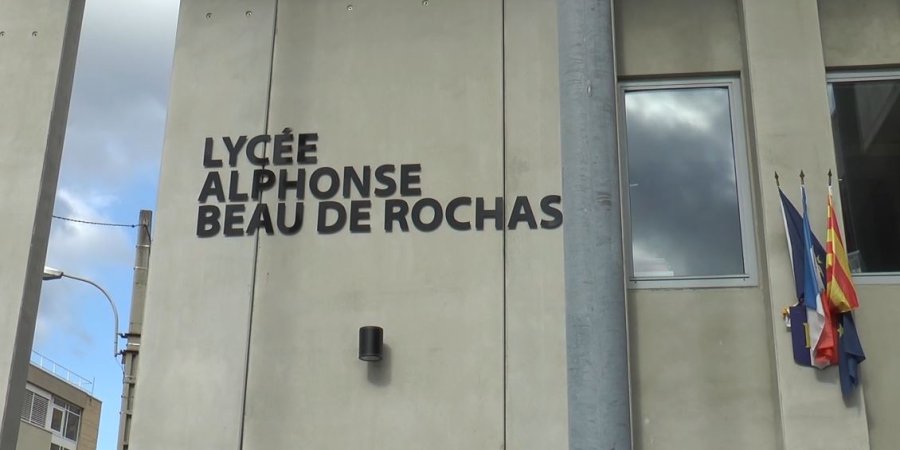 LYCÉE
ALPHONSE
BEAU DE ROCHAS